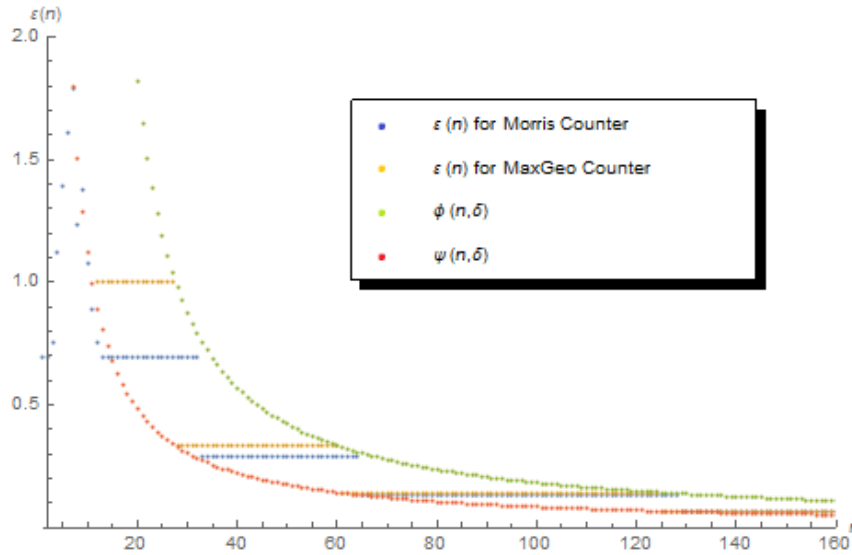 ε(n)
2.0
ε (n) for Morris Counter
ε (n) for MaxGeo Counter
1.5
ϕ (n,δ)
ψ (n,δ)
1.0
0.5
20 40 60 80 100 120 140 160